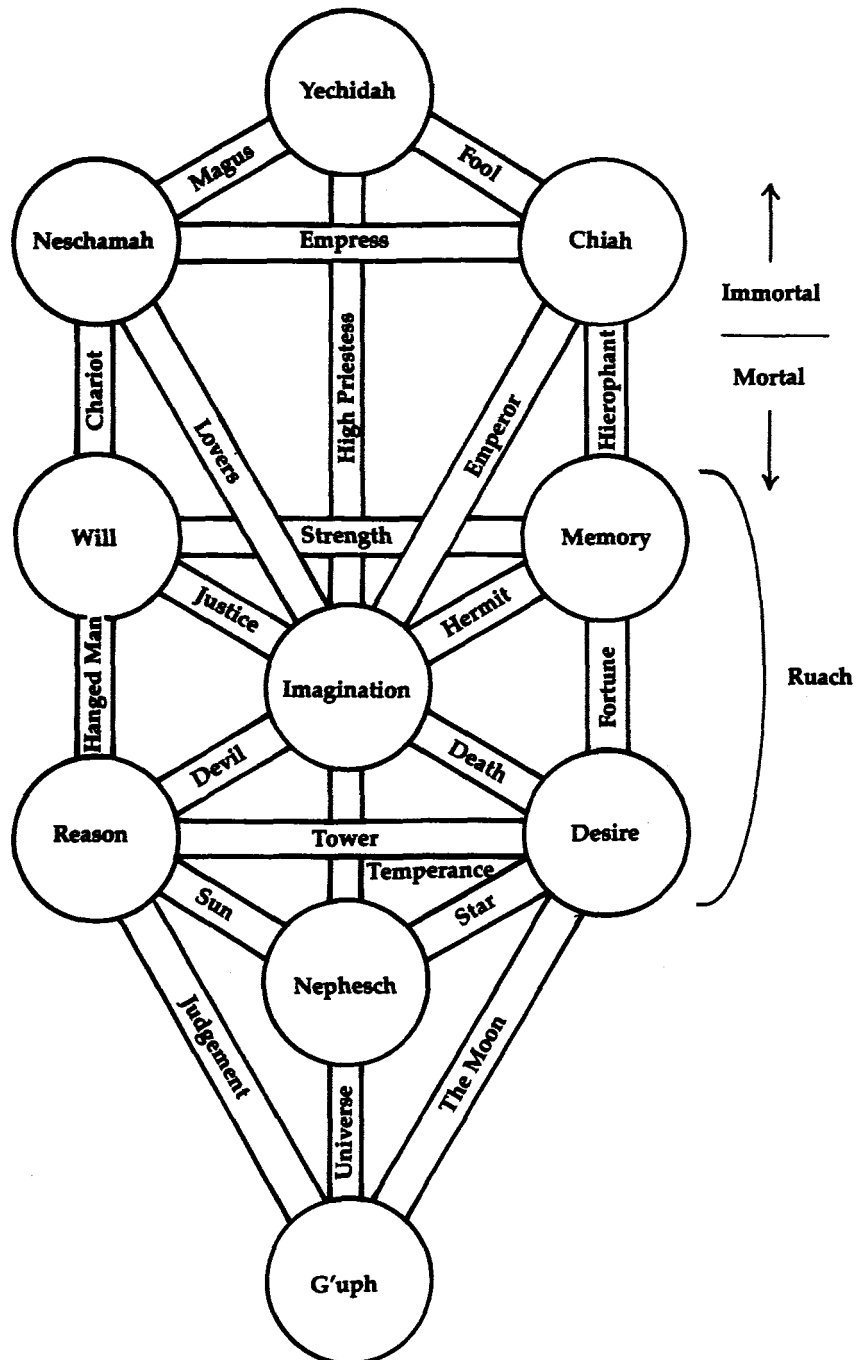 Yechidah
Magus
Fool
Neschamah
Empress
Chiah
Immortal
Mortal
Chariot
Lovers
High Priestess
Emperor
Hierophant
Will
Strength
Memory
Justice
Hermit
Hanged Man
Imagination
Fortune
Ruach
Devil
Death
Reason
Tower
Desire
Temperance
Sun
Star
Nephesch
Judgement
Universe
The Moon
G'uph